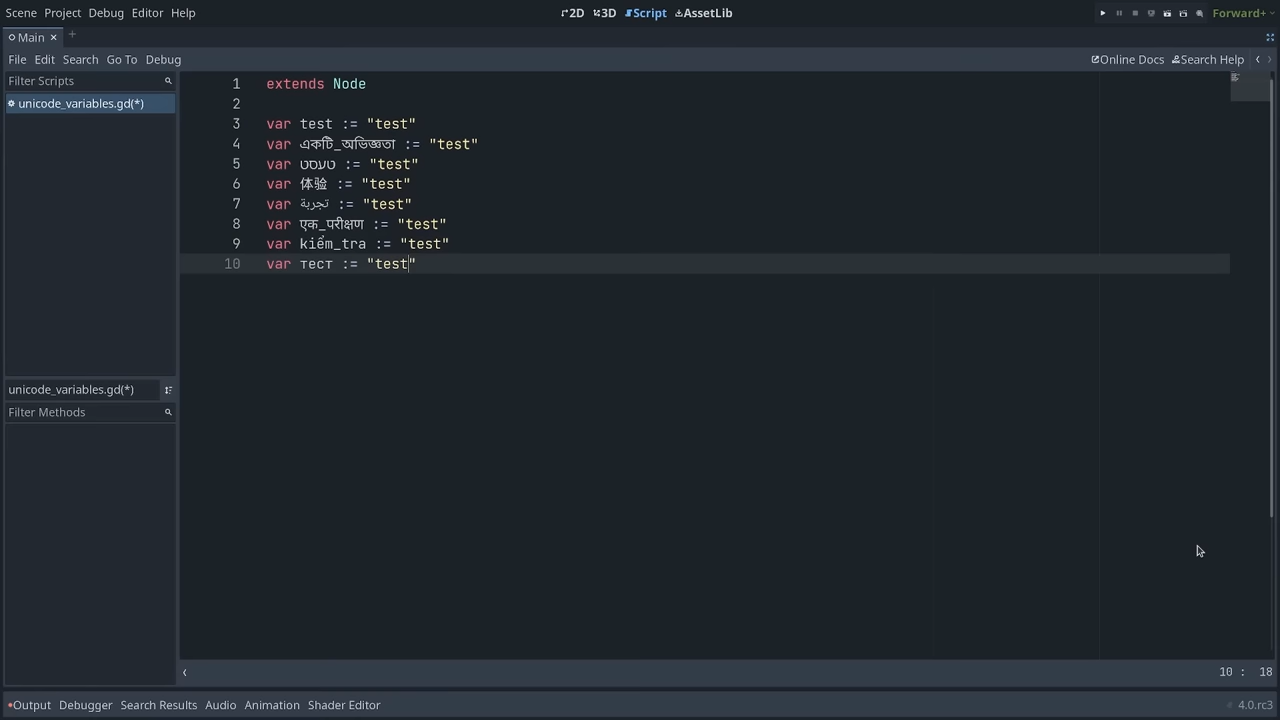 Scene Project Debug Editor Help 2D 3D Script AssetLib Forward+
Main
File Edit Search Go To Debug Online Docs Search Help
Filter Scripts
unicode_variables.gd(*)
1 extends Node
2
3 var test := "test"
4 var একটি_অভিজ্ঞতা := "test"
5 var טעסט := "test"
6 var 体验 := "test"
7 var تجربة := "test"
8 var एक_परीक्षण := "test"
9 var kiểm_tra := "test"
10 var тест := "test"
unicode_variables.gd(*)
Filter Methods
10 : 18
Output Debugger Search Results Audio Animation Shader Editor 4.0.rc3